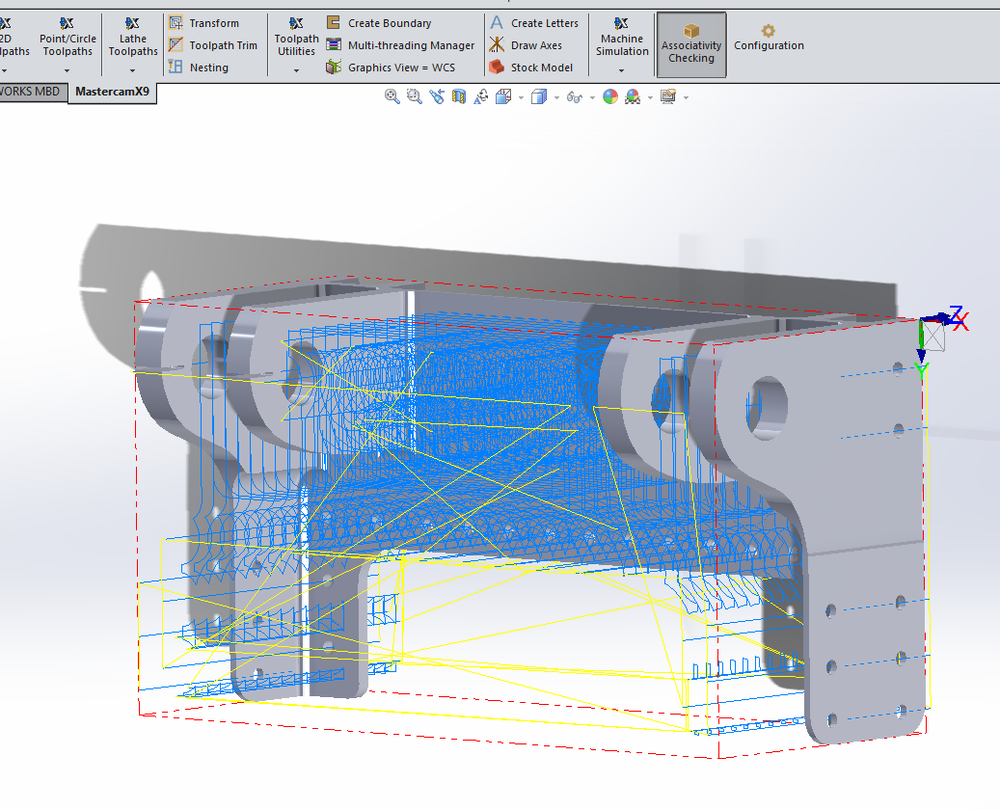 2D
Toolpaths
Point/Circle
Toolpaths
Lathe
Toolpaths
Transform
Toolpath Trim
Nesting
Toolpath
Utilities
Create Boundary
Multi-threading Manager
Graphics View = WCS
A Create Letters
Draw Axes
Stock Model
Machine
Simulation
Associativity
Checking
Configuration
WORKS MBD
MastercamX9
Z
X
Y